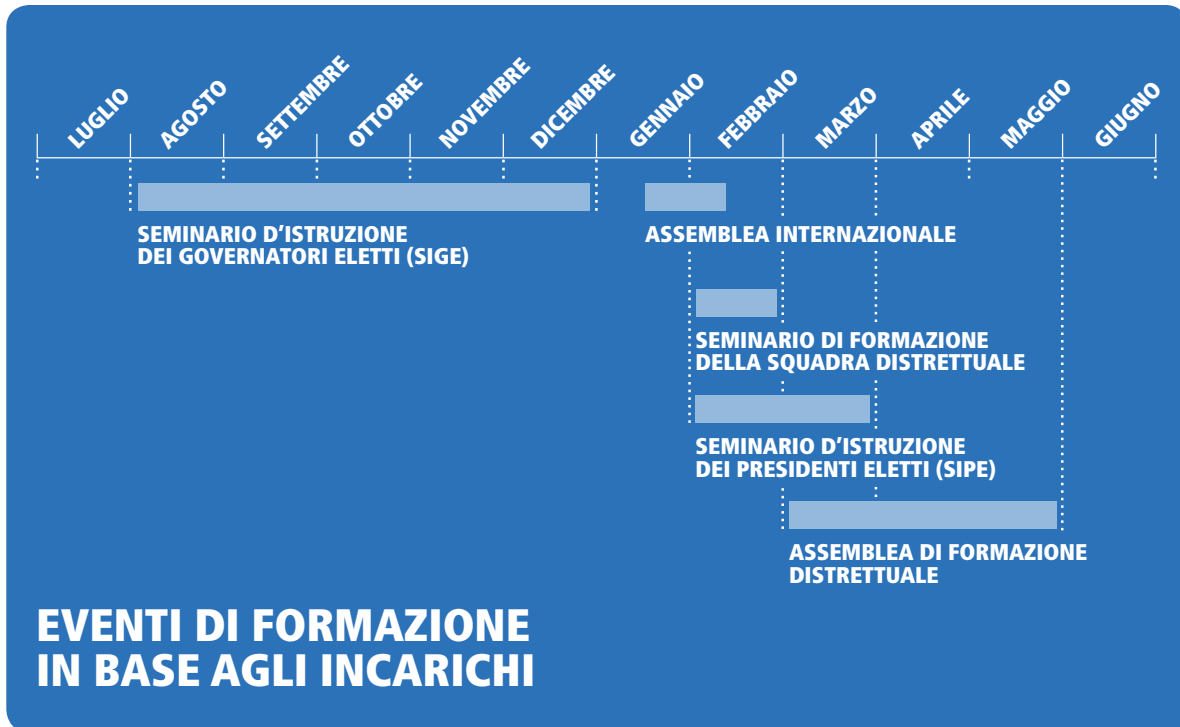 LUGLIO
AGOSTO
SETTEMBRE
OTTOBRE
NOVEMBRE
DICEMBRE
GENNAIO
FEBBRAIO
MARZO
APRILE
MAGGIO
GIUGNO
SEMINARIO D'ISTRUZIONE
DEI GOVERNATORI ELETTI (SIGE)
ASSEMBLEA INTERNAZIONALE
SEMINARIO DI FORMAZIONE
DELLA SQUADRA DISTRETTUALE
SEMINARIO D'ISTRUZIONE
DEI PRESIDENTI ELETTI (SIPE)
ASSEMBLEA DI FORMAZIONE
DISTRETTUALE
EVENTI DI FORMAZIONE
IN BASE AGLI INCARICHI